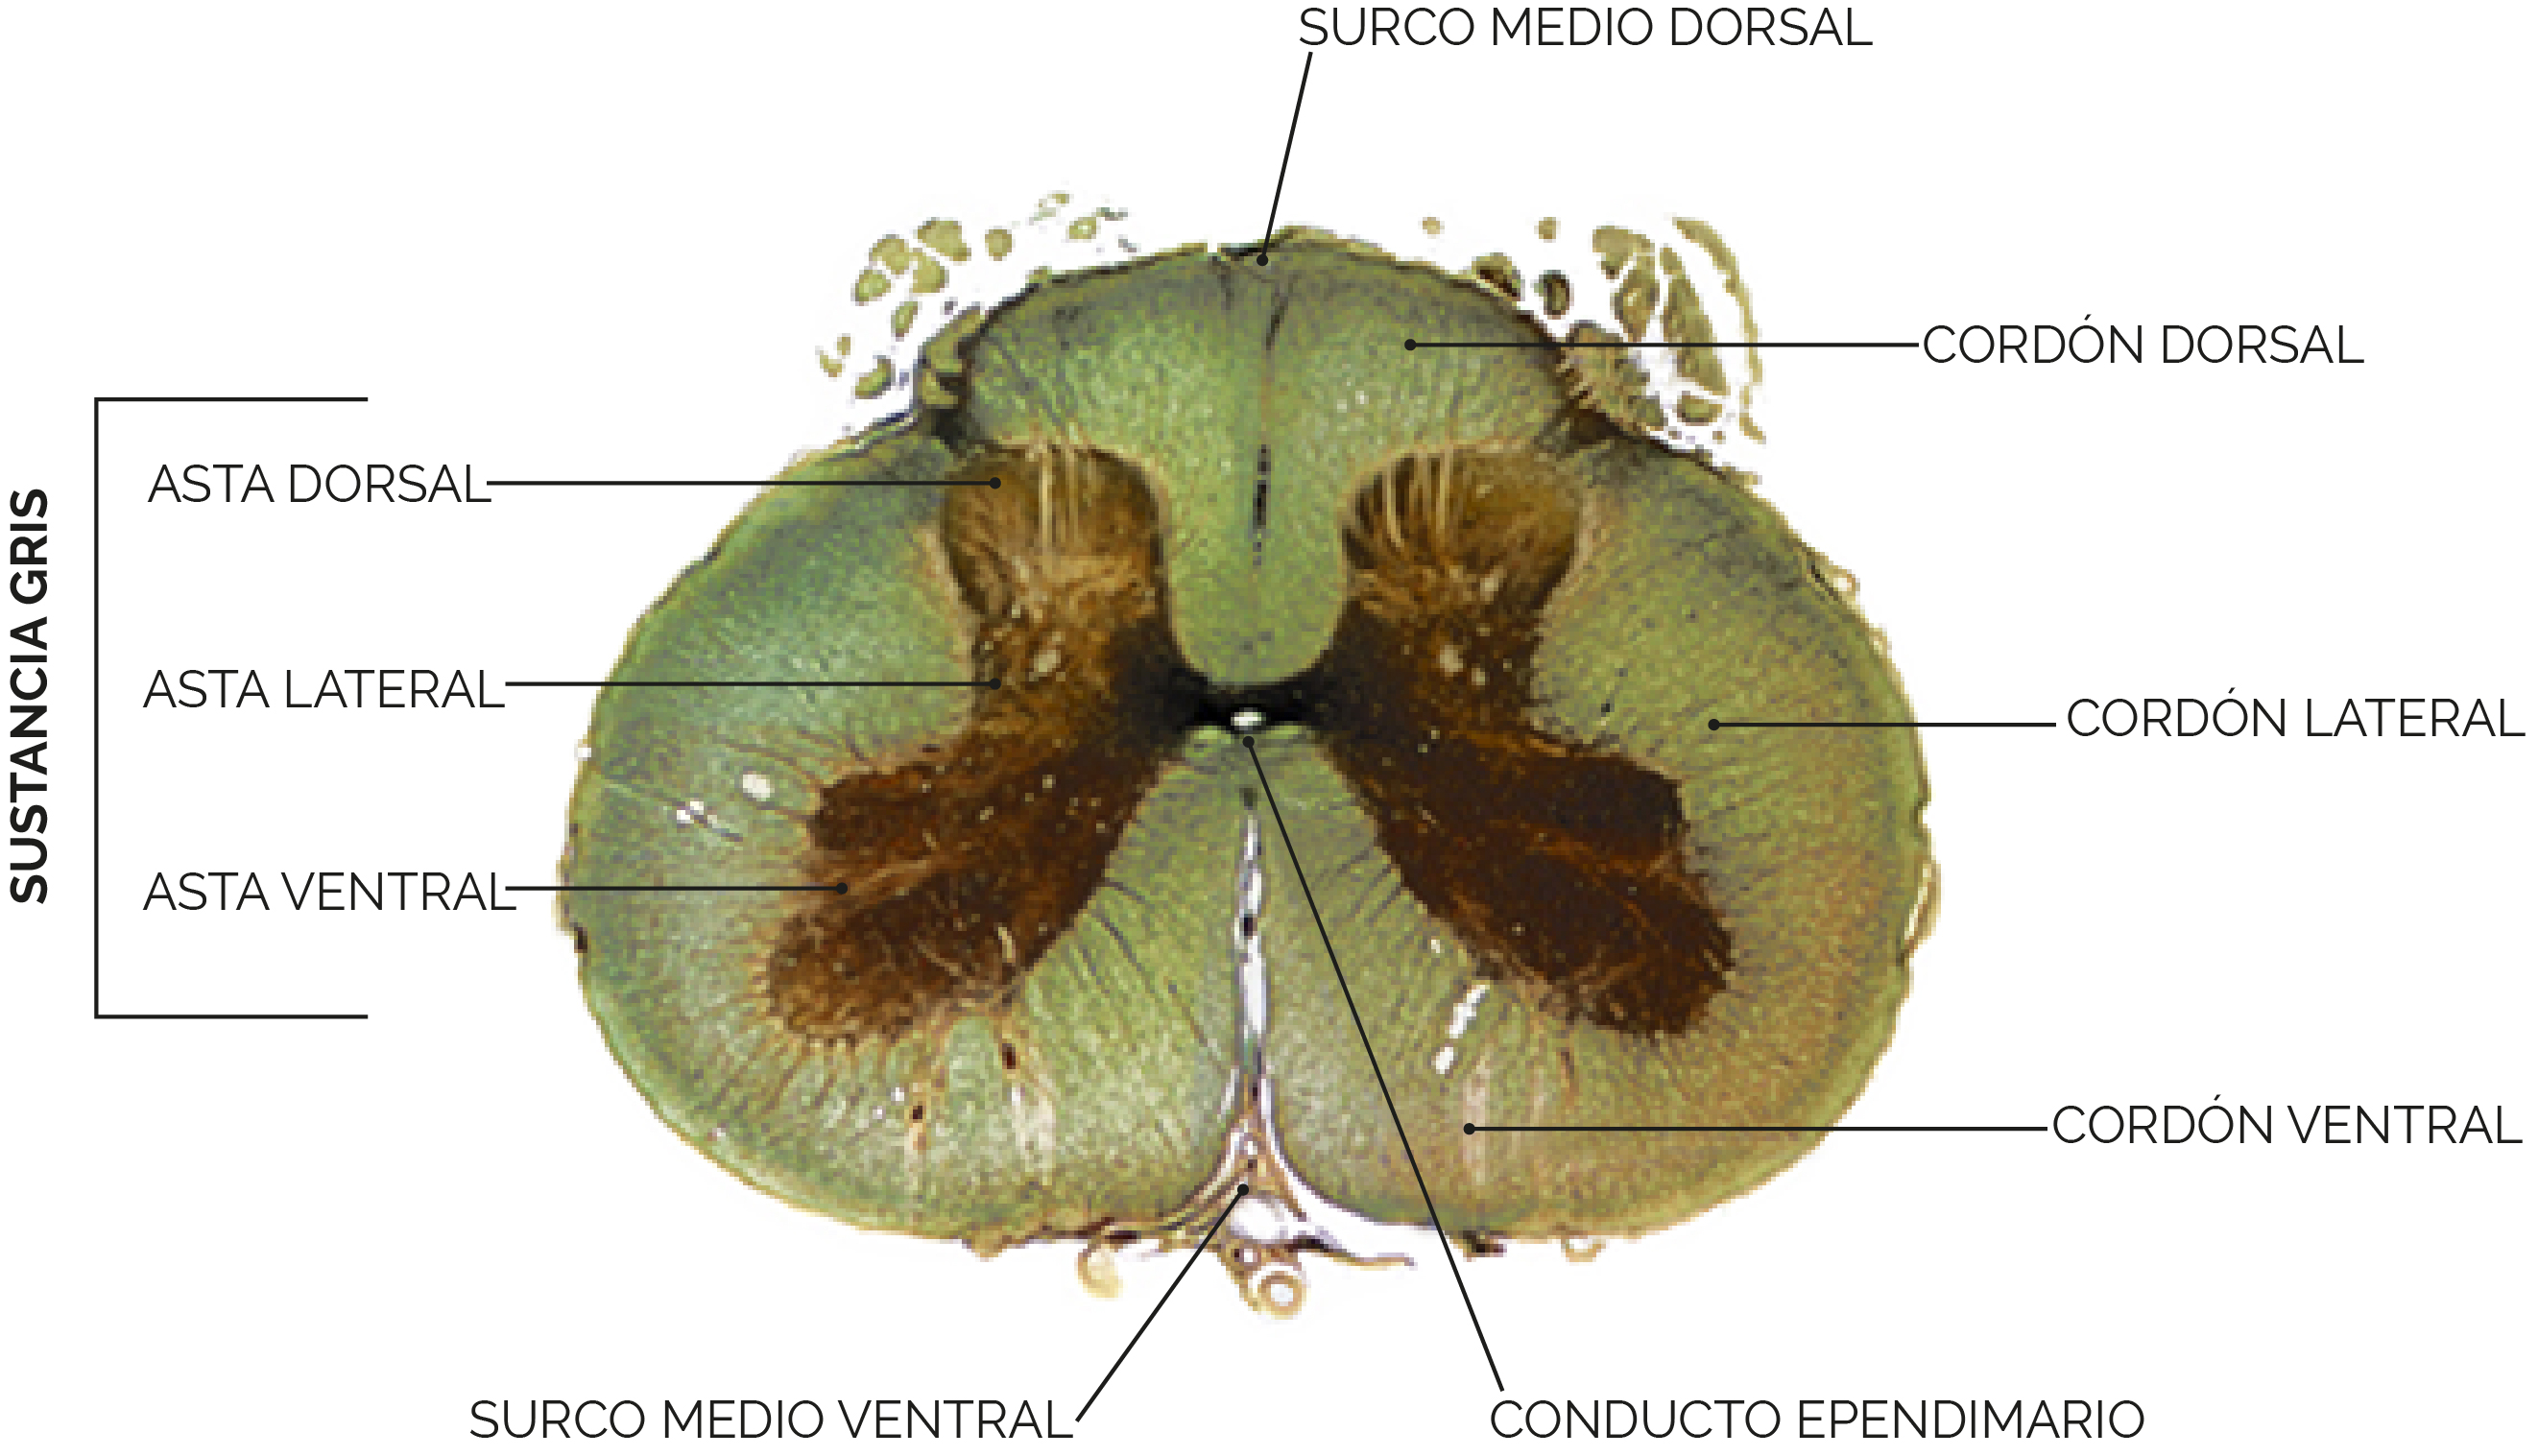 SURCO MEDIO DORSAL
CORDÓN DORSAL
SUSTANCIA GRIS
ASTA DORSAL
ASTA LATERAL
CORDÓN LATERAL
ASTA VENTRAL
CORDÓN VENTRAL
SURCO MEDIO VENTRAL
CONDUCTO EPENDIMARIO